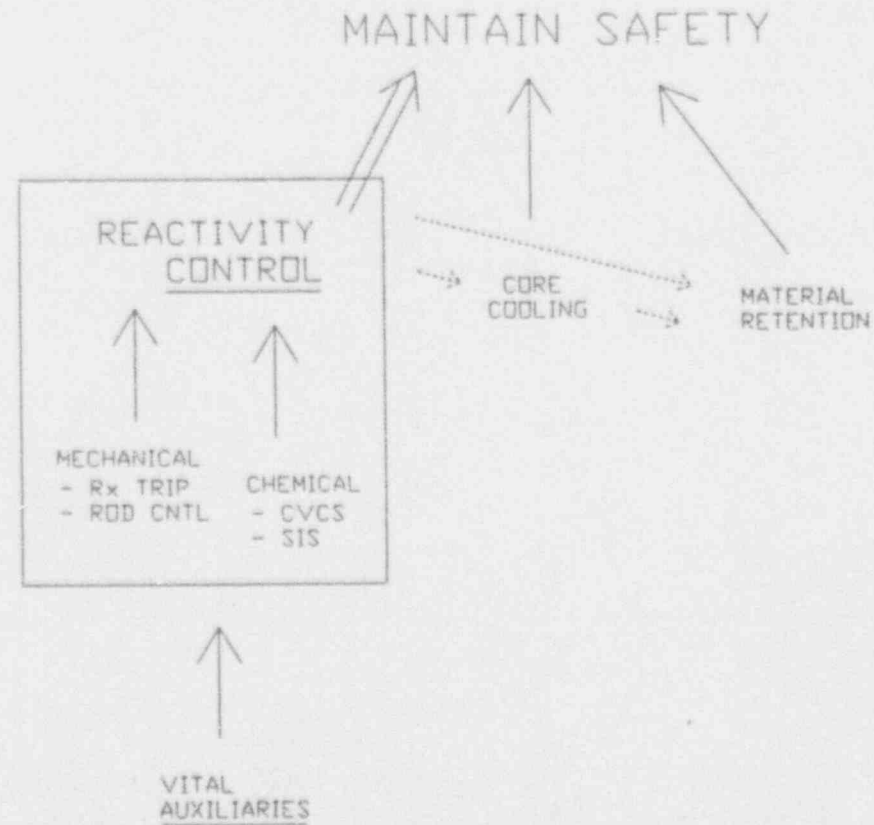 MAINTAIN SAFETY
REACTIVITY
CONTROL
CORE
COOLING
MATERIAL
RETENTION
MECHANICAL
- Rx TRIP
- ROD CNTL
CHEMICAL
- CVCS
- SIS
VITAL
AUXILIARIES